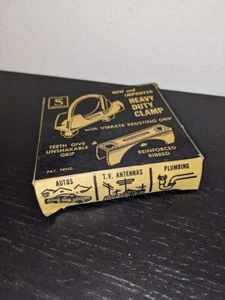 S
NEW and
IMPROVED
HEAVY
DUTY
CLAMP
with VIBRATE RESISTING GRIP
TEETH GIVE
UNSHAKABLE
GRIP
REINFORCED
RIBBED
PAT. PEND.
AUTOS
T.V. ANTENNAS
PLUMBING